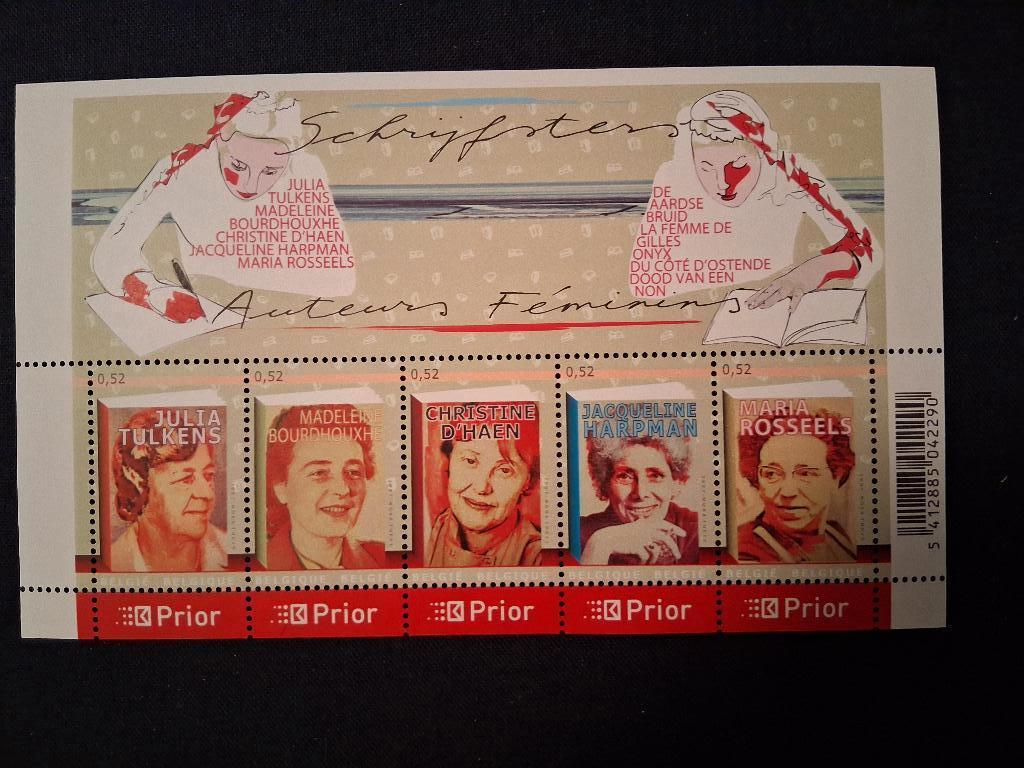 Schrijfsters
JULIA
TULKENS
MADELEINE
BOURDHOUXHE
CHRISTINE D'HAEN
JACQUELINE HARPMAN
MARIA ROSSEELS
DE
AARDSE
BRUID
LA FEMME DE
GILLES
ONYX
DU CÔTÉ D'OSTENDE
DOOD VAN EEN
NON
Auteurs Féminins
0,52
JULIA
TULKENS
BELGIË BELGIQUE
Prior
0,52
MADELEINE
BOURDHOUXHE
BELGIQUE BELGIË
Prior
0,52
CHRISTINE
D'HAEN
BELGIË BELGIQUE
Prior
0,52
JACQUELINE
HARPMAN
BELGIQUE BELGIË
Prior
0,52
MARIA
ROSSEELS
BELGIË BELGIQUE
Prior
5 412885 042290